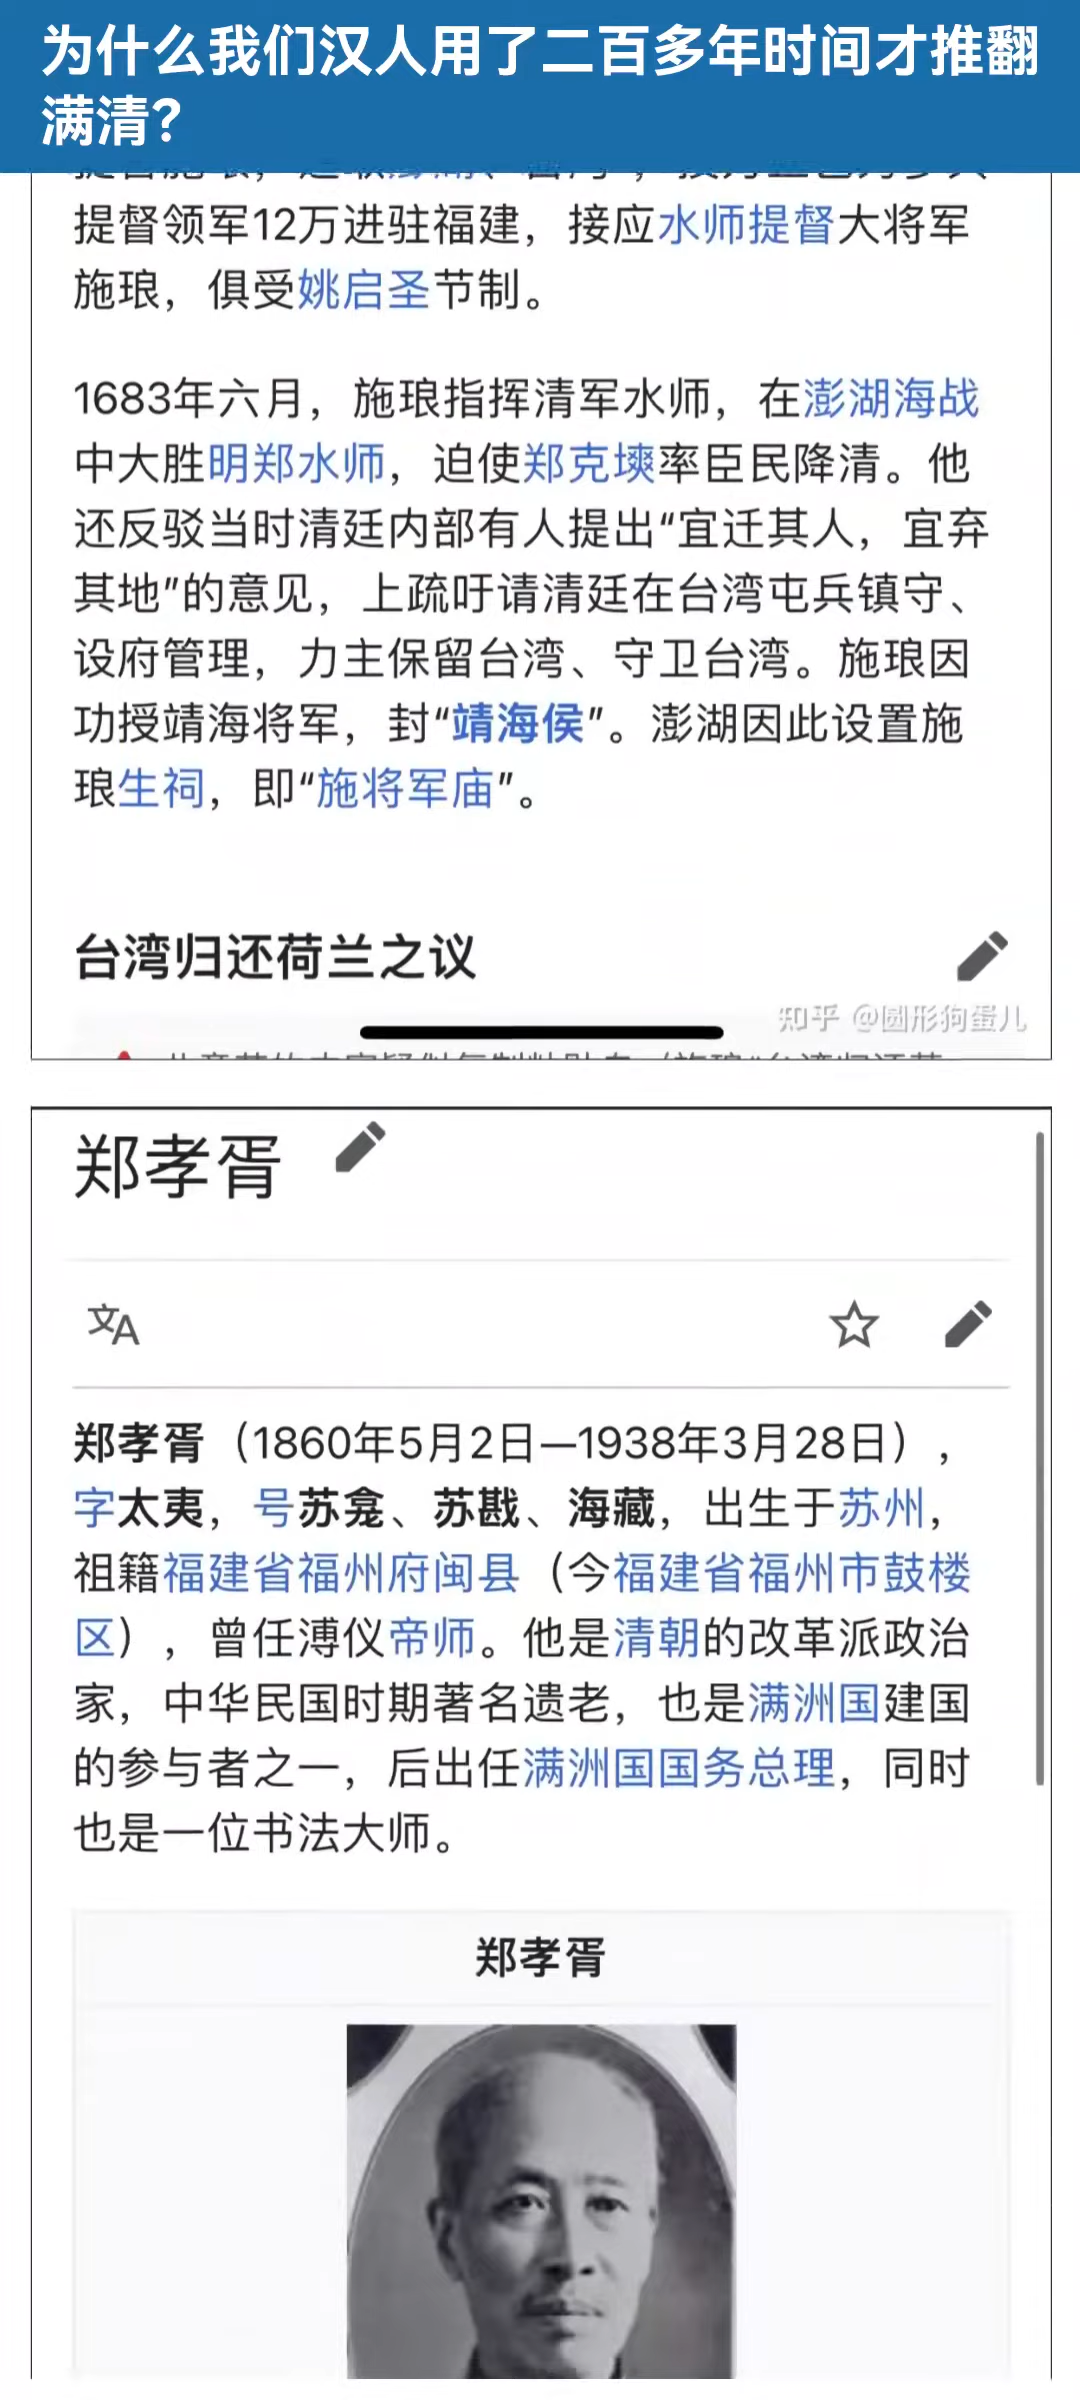 为什么我们汉人用了二百多年时间才推翻
满清？
提督领军12万进驻福建，接应水师提督大将军
施琅，俱受姚启圣节制。
1683年六月，施琅指挥清军水师，在澎湖海战
中大胜明郑水师，迫使郑克塽率臣民降清。他
还反驳当时清廷内部有人提出“宜迁其人，宜弃
其地”的意见，上疏吁请清廷在台湾屯兵镇守、
设府管理，力主保留台湾、守卫台湾。施琅因
功授靖海将军，封“靖海侯”。澎湖因此设置施
琅生祠，即“施将军庙”。
台湾归还荷兰之议
知乎 @圆形狗蛋儿
郑孝胥
文A
郑孝胥（1860年5月2日—1938年3月28日），
字太夷，号苏龛、苏戡、海藏，出生于苏州，
祖籍福建省福州府闽县（今福建省福州市鼓楼
区），曾任溥仪帝师。他是清朝的改革派政治
家，中华民国时期著名遗老，也是满洲国建国
的参与者之一，后出任满洲国国务总理，同时
也是一位书法大师。
郑孝胥